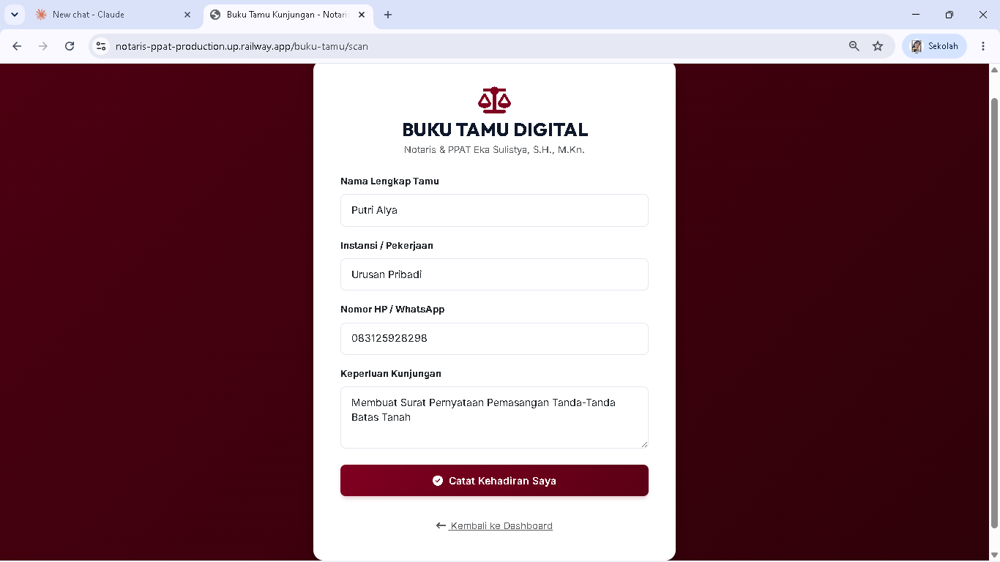 New chat - Claude
Buku Tamu Kunjungan - Notaris
notaris-ppat-production.up.railway.app/buku-tamu/scan
Sekolah
BUKU TAMU DIGITAL
Notaris & PPAT Eka Sulistya, S.H., M.Kn.
Nama Lengkap Tamu
Putri Alya
Instansi / Pekerjaan
Urusan Pribadi
Nomor HP / WhatsApp
083125928298
Keperluan Kunjungan
Membuat Surat Pernyataan Pemasangan Tanda-Tanda
Batas Tanah
Catat Kehadiran Saya
Kembali ke Dashboard